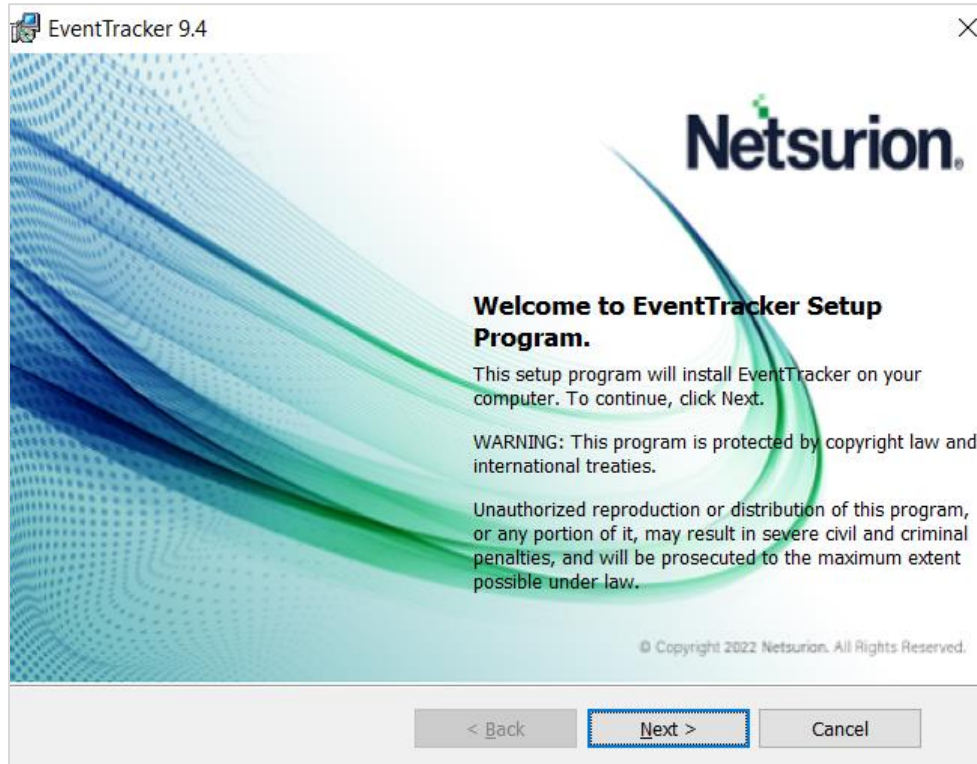 EventTracker 9.4
Netsurion®
Welcome to EventTracker Setup
Program.
This setup program will install EventTracker on your
computer. To continue, click Next.
WARNING: This program is protected by copyright law and
international treaties.
Unauthorized reproduction or distribution of this program,
or any portion of it, may result in severe civil and criminal
penalties, and will be prosecuted to the maximum extent
possible under law.
© Copyright 2022 Netsurion. All Rights Reserved.
< Back
Next >
Cancel